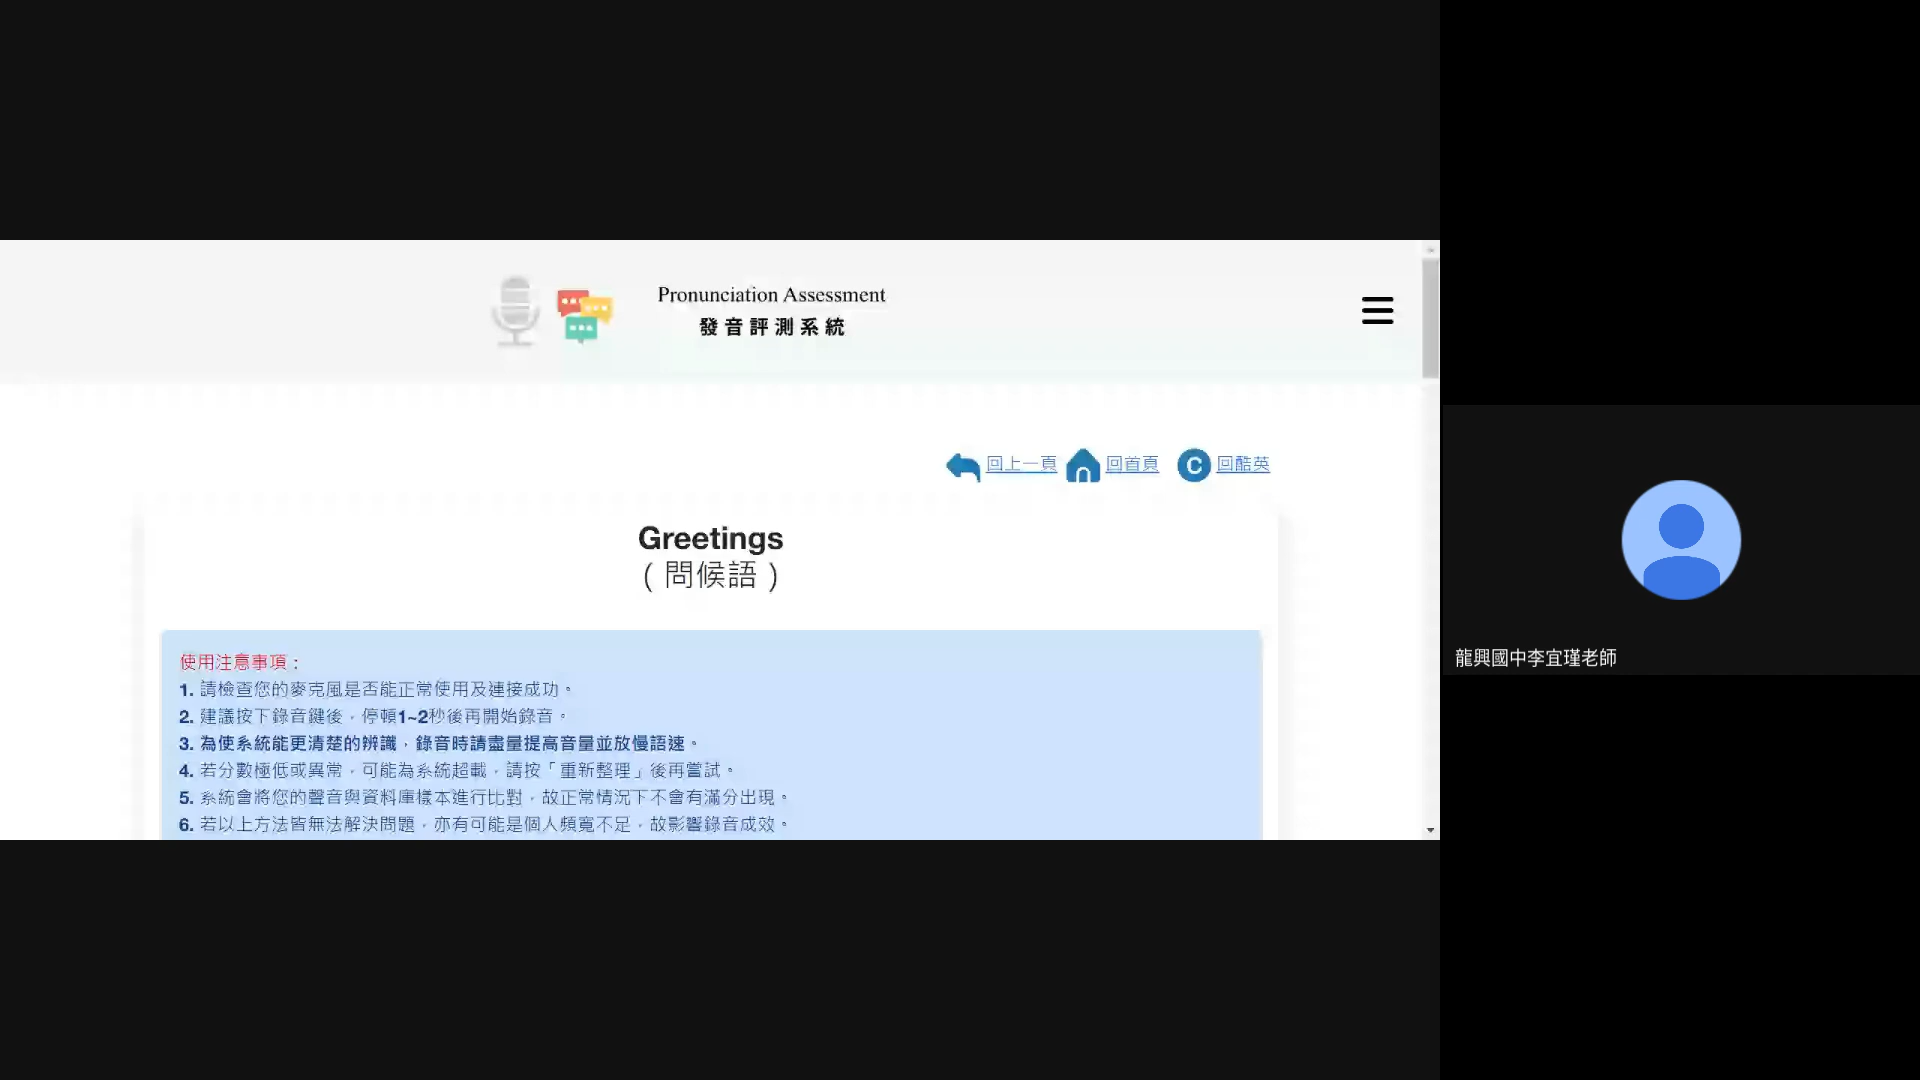 Pronunciation Assessment
發音評測系統
回上一頁 回首頁 C 回酷英
Greetings
（問候語）
使用注意事項：
1. 請檢查您的麥克風是否能正常使用及連接成功。
2. 建議按下錄音鍵後，停頓1~2秒後再開始錄音。
3. 為使系統能更清楚的辨識，錄音時請盡量提高音量並放慢語速。
4. 若分數極低或異常，可能為系統超載，請按「重新整理」後再嘗試。
5. 系統會將您的聲音與資料庫樣本進行比對，故正常情況下不會有滿分出現。
6. 若以上方法皆無法解決問題，亦有可能是個人頻寬不足，故影響錄音成效。
龍興國中李宜瑾老師